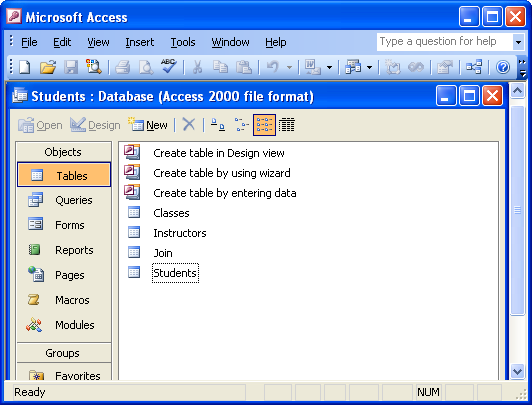 Microsoft Access
File Edit View Insert Tools Window Help Type a question for help
ABC
Students : Database (Access 2000 file format)
Open Design New
Objects
Tables
Queries
Forms
Reports
Pages
Macros
Modules
Groups
Favorites
Create table in Design view
Create table by using wizard
Create table by entering data
Classes
Instructors
Join
Students
Ready NUM